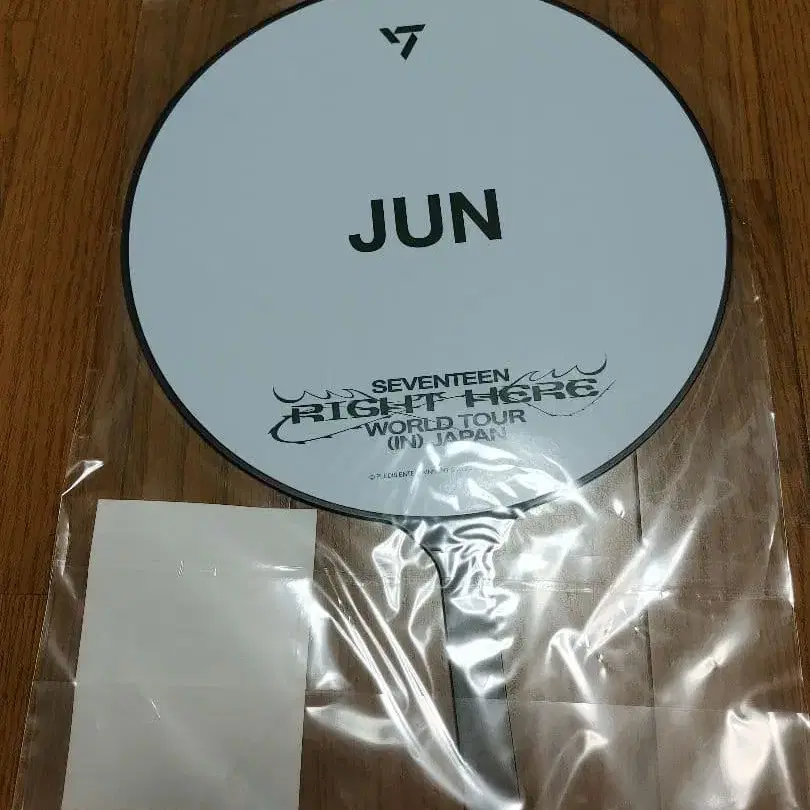 JUN
SEVENTEEN
RIGHT HERE
WORLD TOUR
(IN) JAPAN